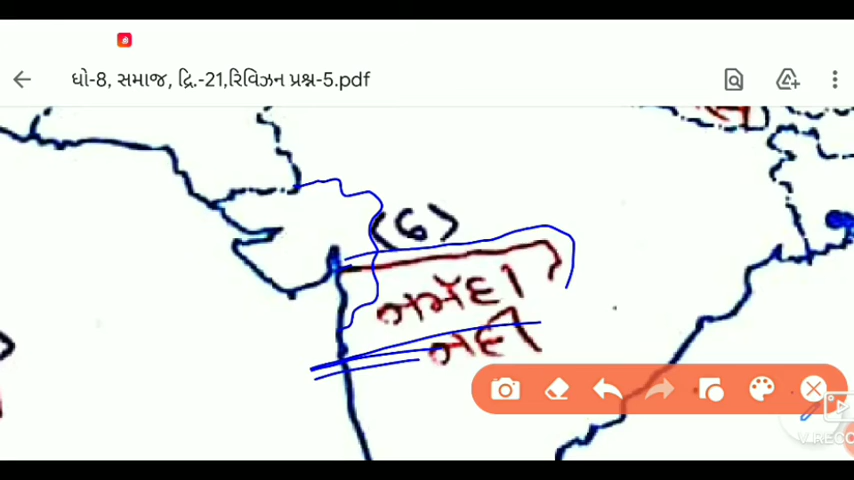 ધો-8, સમાજ, દ્વિ.-21,રિવિઝન પ્રશ્ન-5.pdf
(6)
નર્મદા
નદી